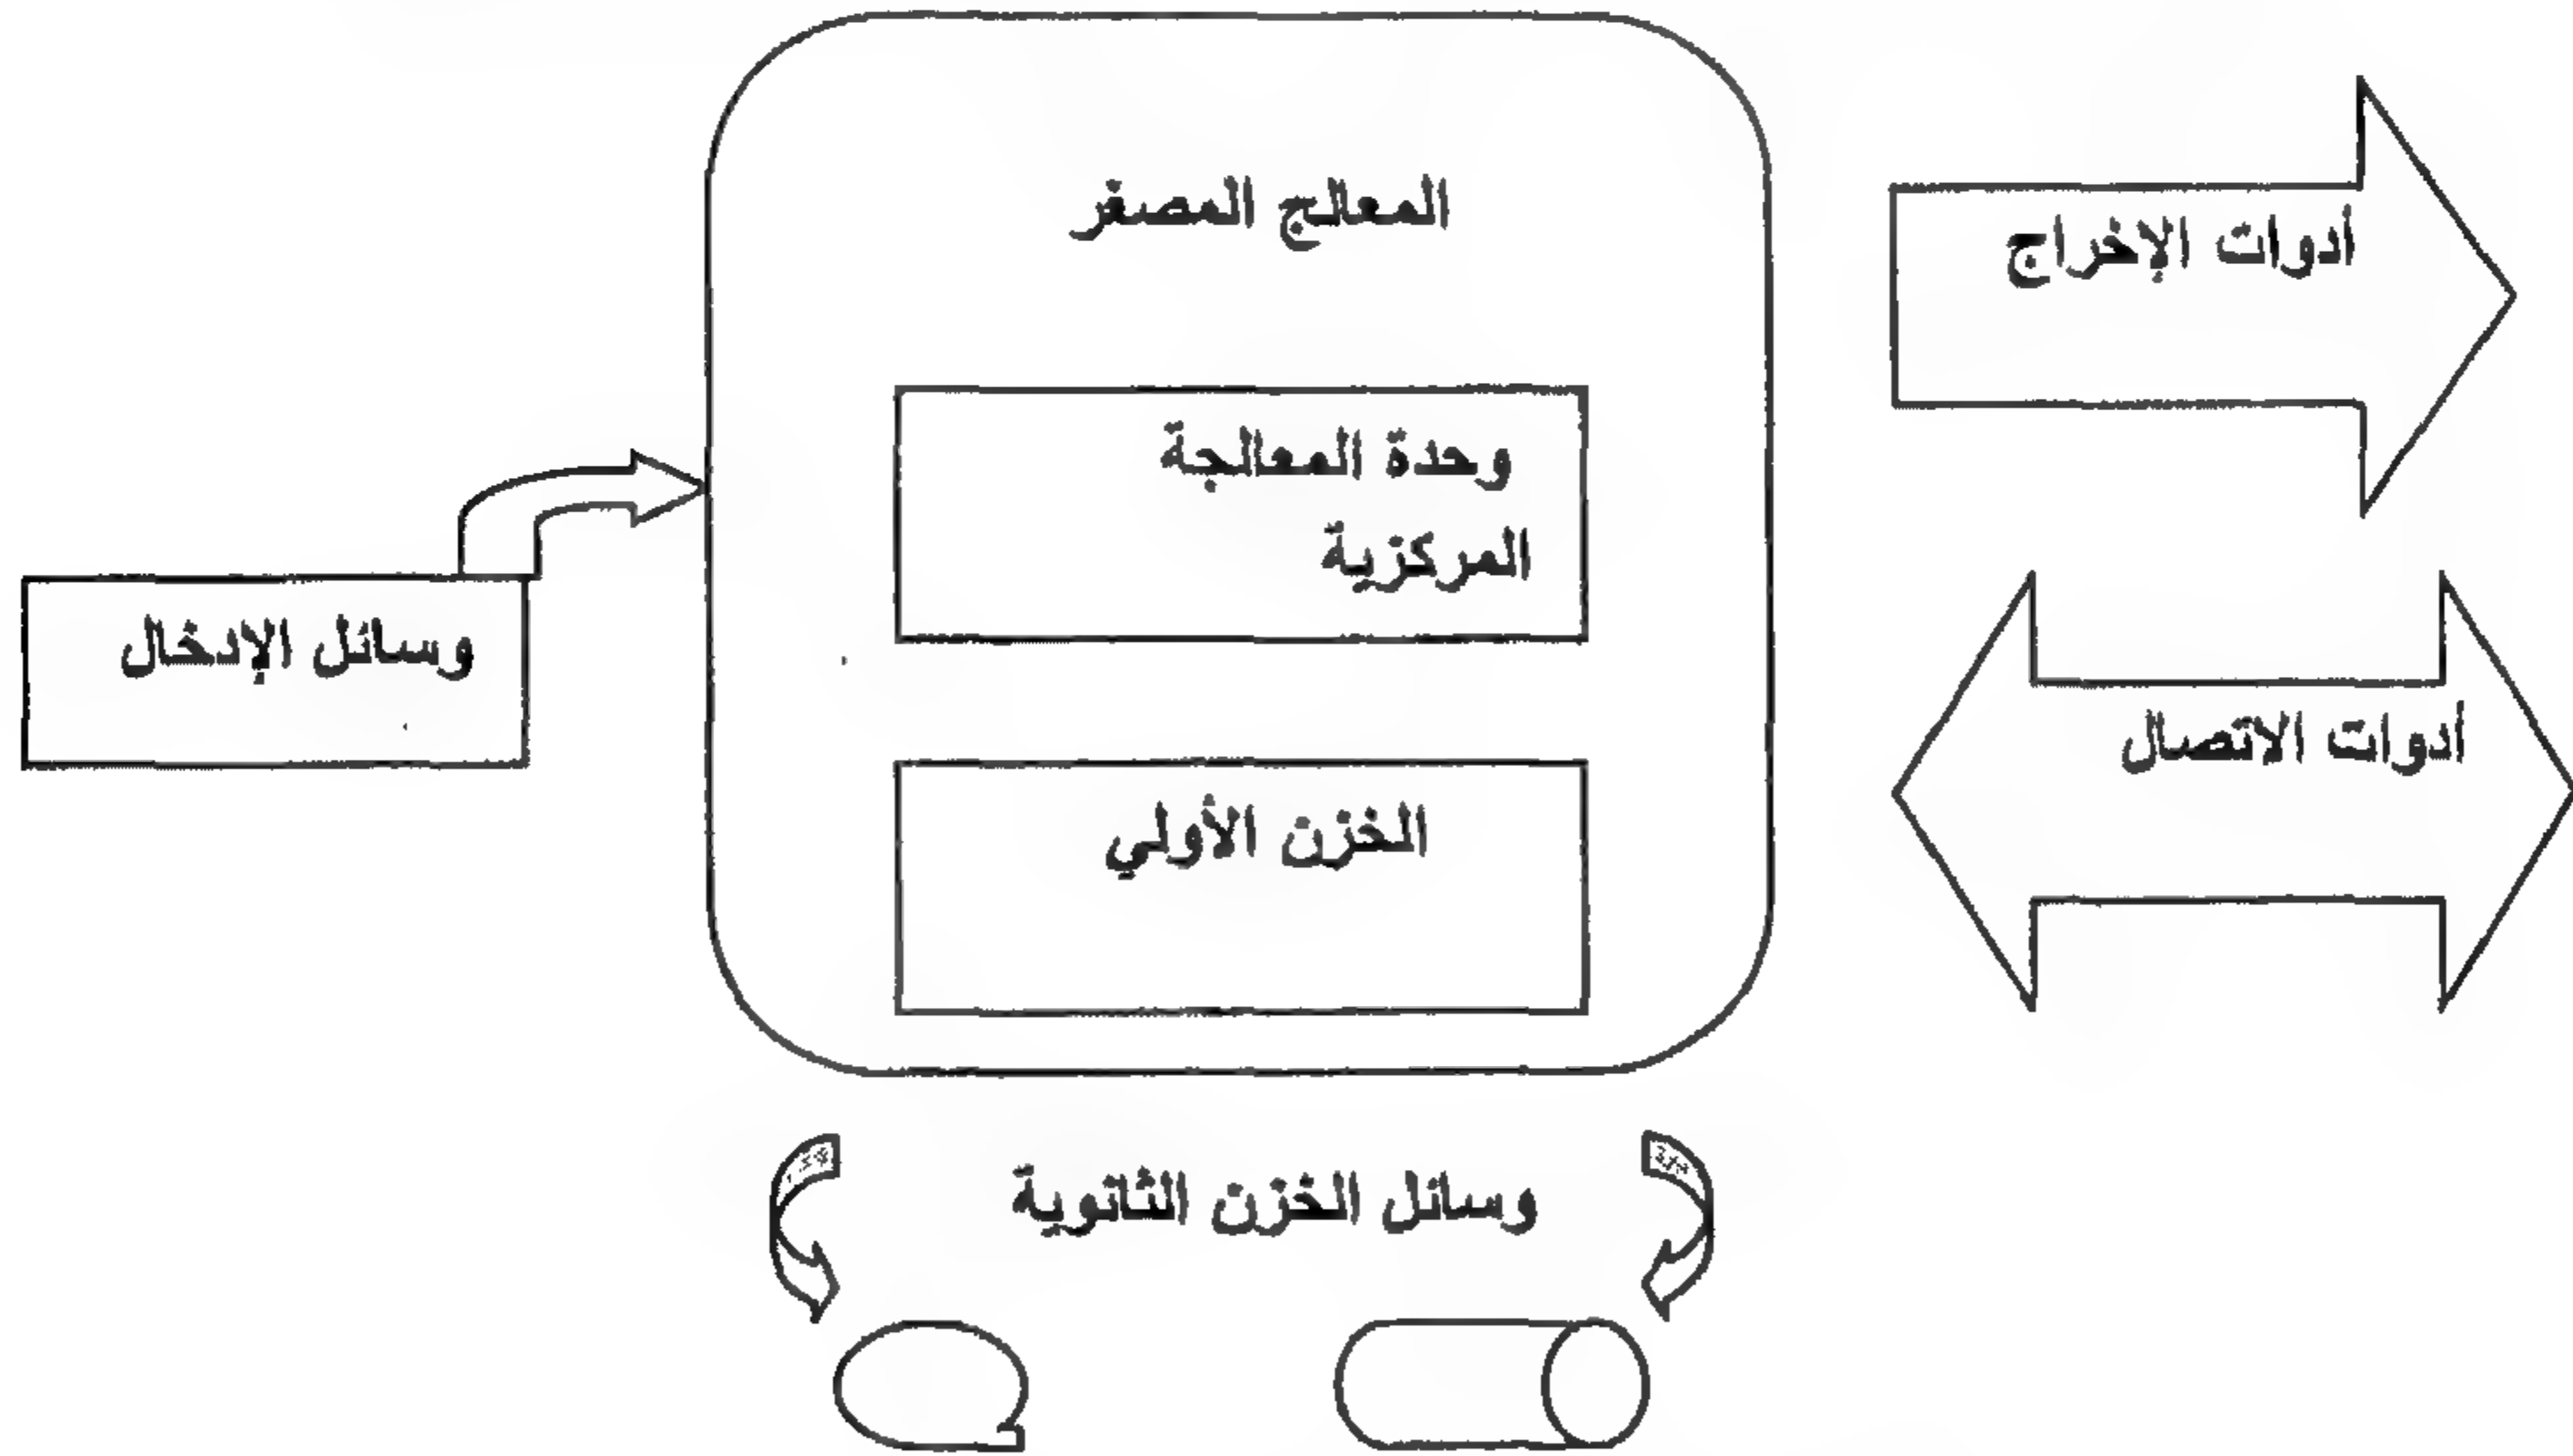 المعالج المصغر
أدوات الإخراج
وحدة المعالجة
المركزية
وسائل الإدخال
أدوات الاتصال
الخزن الأولي
وسائل الخزن الثانوية